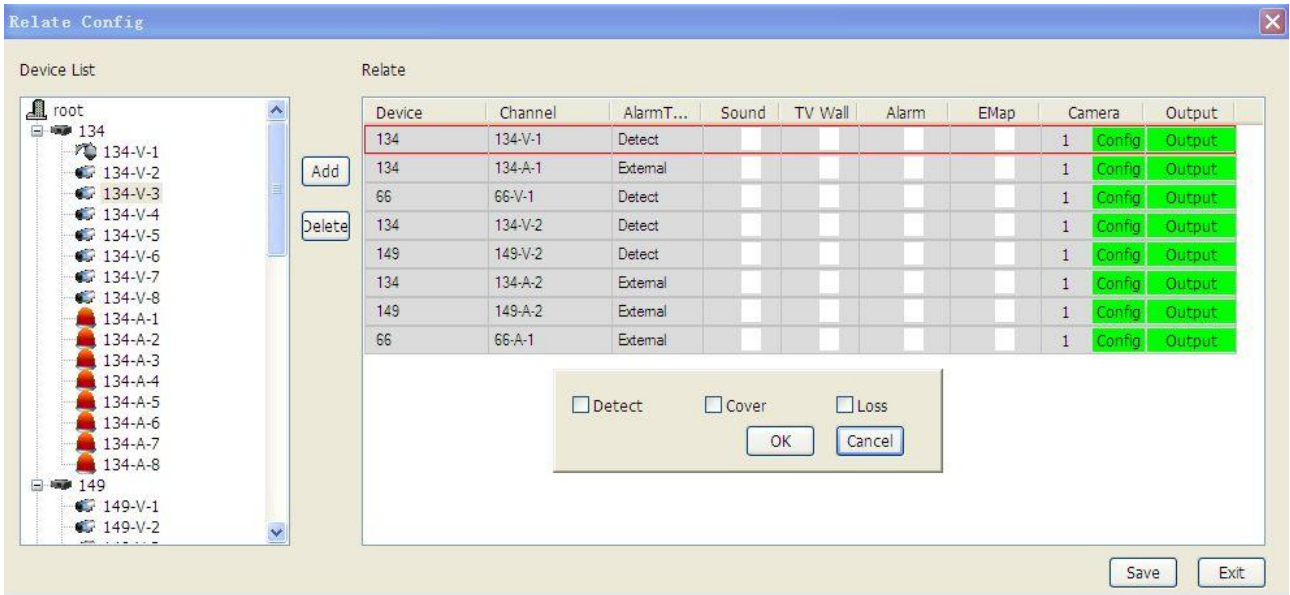 Relate Config
Device List
root
134
134-V-1
134-V-2
134-V-3
134-V-4
134-V-5
134-V-6
134-V-7
134-V-8
134-A-1
134-A-2
134-A-3
134-A-4
134-A-5
134-A-6
134-A-7
134-A-8
149
149-V-1
149-V-2
Add
Delete
Relate
Device Channel AlarmT... Sound TV Wall Alarm EMap Camera Output
134 134-V-1 Detect 1 Config Output
134 134-A-1 External 1 Config Output
66 66-V-1 Detect 1 Config Output
134 134-V-2 Detect 1 Config Output
149 149-V-2 Detect 1 Config Output
134 134-A-2 External 1 Config Output
149 149-A-2 External 1 Config Output
66 66-A-1 External 1 Config Output
Detect Cover Loss
OK Cancel
Save Exit